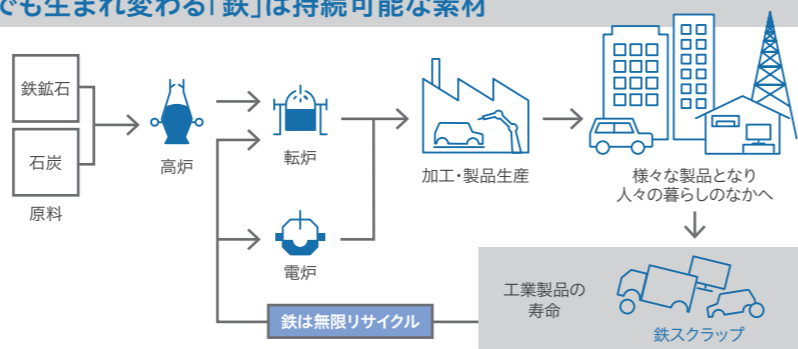 でも生まれ変わる「鉄」は持続可能な素材
鉄鉱石
石炭
原料
高炉
転炉
電炉
加工・製品生産
様々な製品となり
人々の暮らしのなかへ
工業製品の
寿命
鉄スクラップ
鉄は無限リサイクル